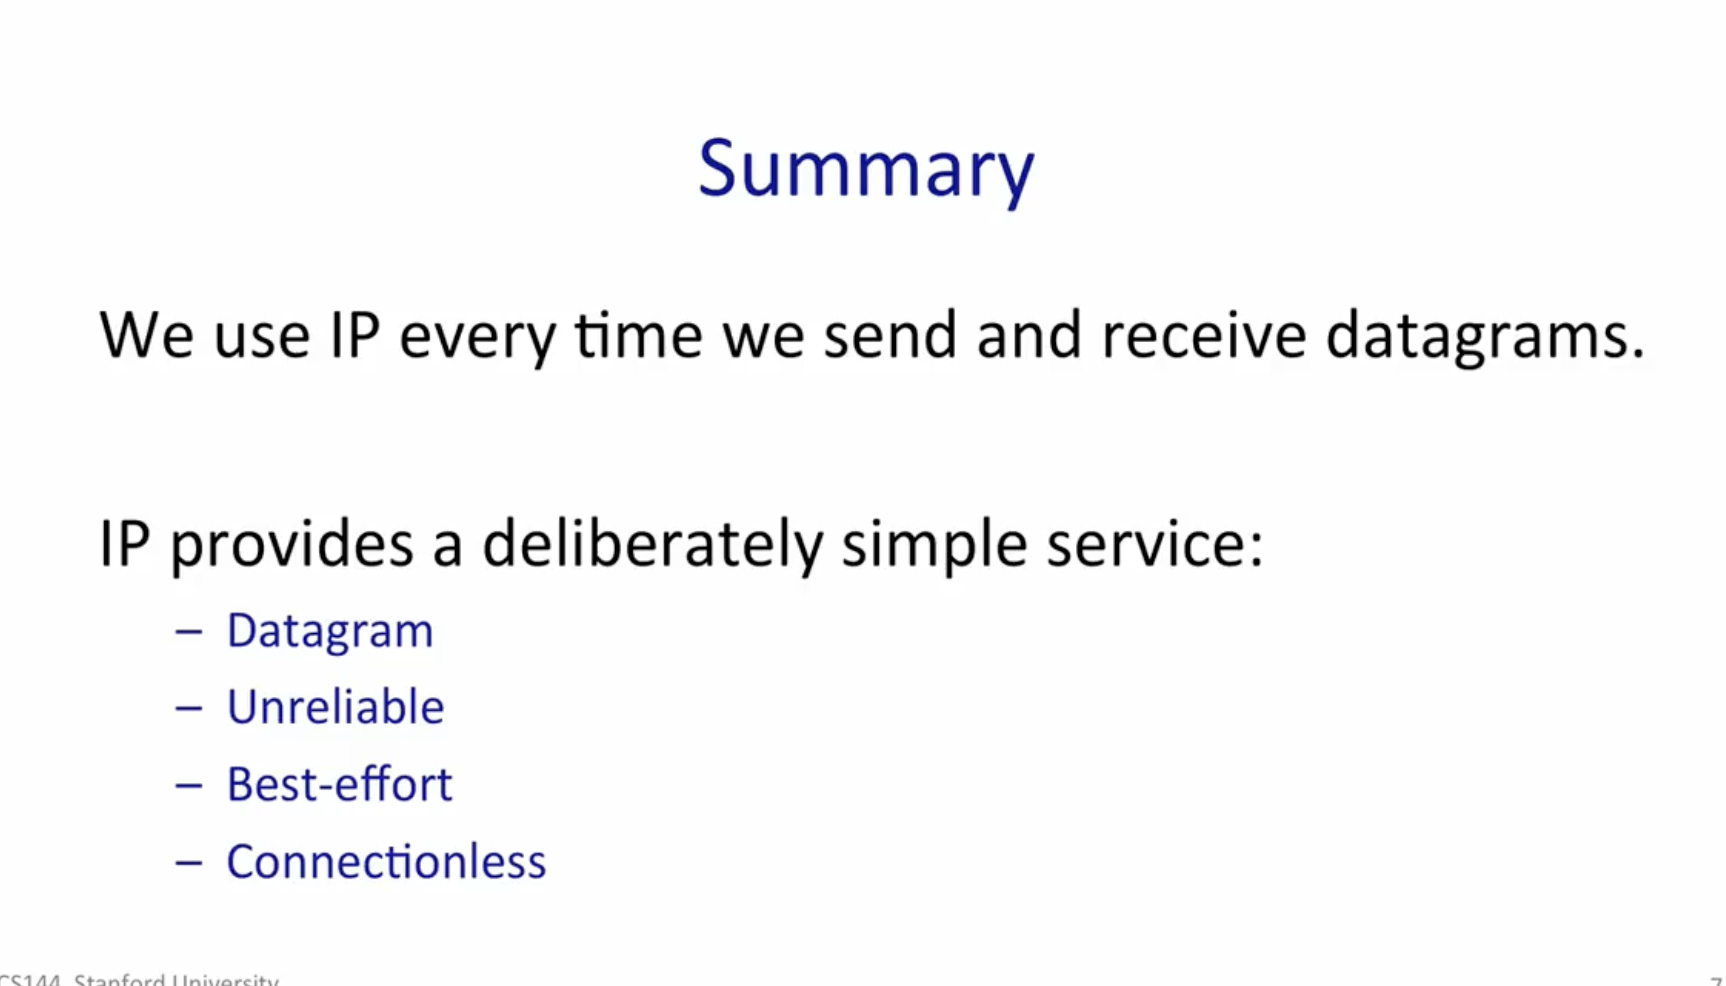 Summary
We use IP every time we send and receive datagrams.
IP provides a deliberately simple service:
– Datagram
– Unreliable
– Best-effort
– Connectionless
CS144, Stanford University
7